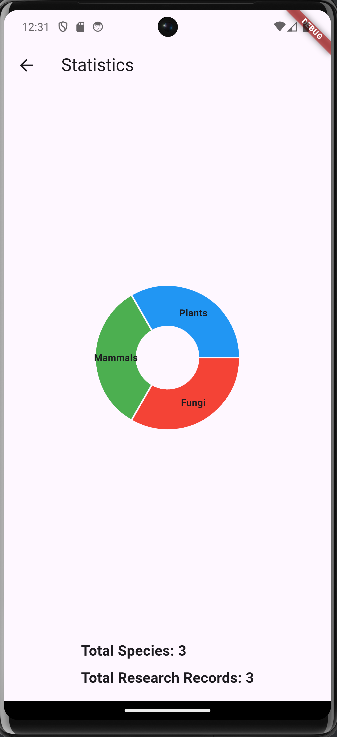 12:31
DEBUG
Statistics
Plants
Mammals
Fungi
Total Species: 3
Total Research Records: 3